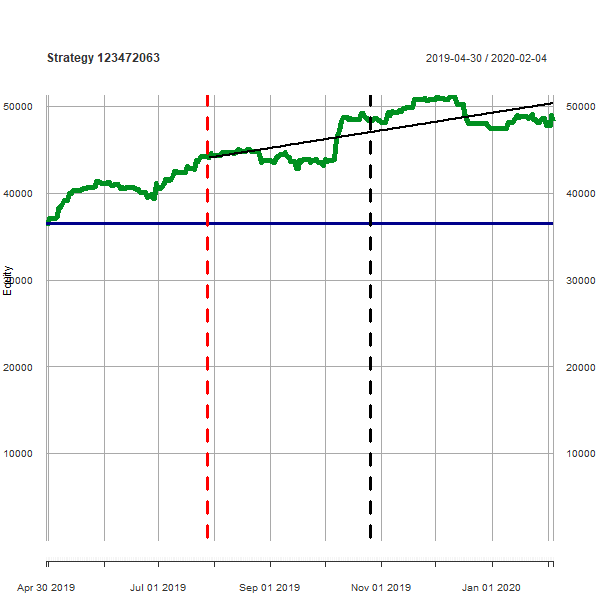 Strategy 123472063
2019-04-30 / 2020-02-04
50000
50000
40000
40000
Equity
30000
30000
20000
20000
10000
10000
Apr 30 2019
Jul 01 2019
Sep 01 2019
Nov 01 2019
Jan 01 2020